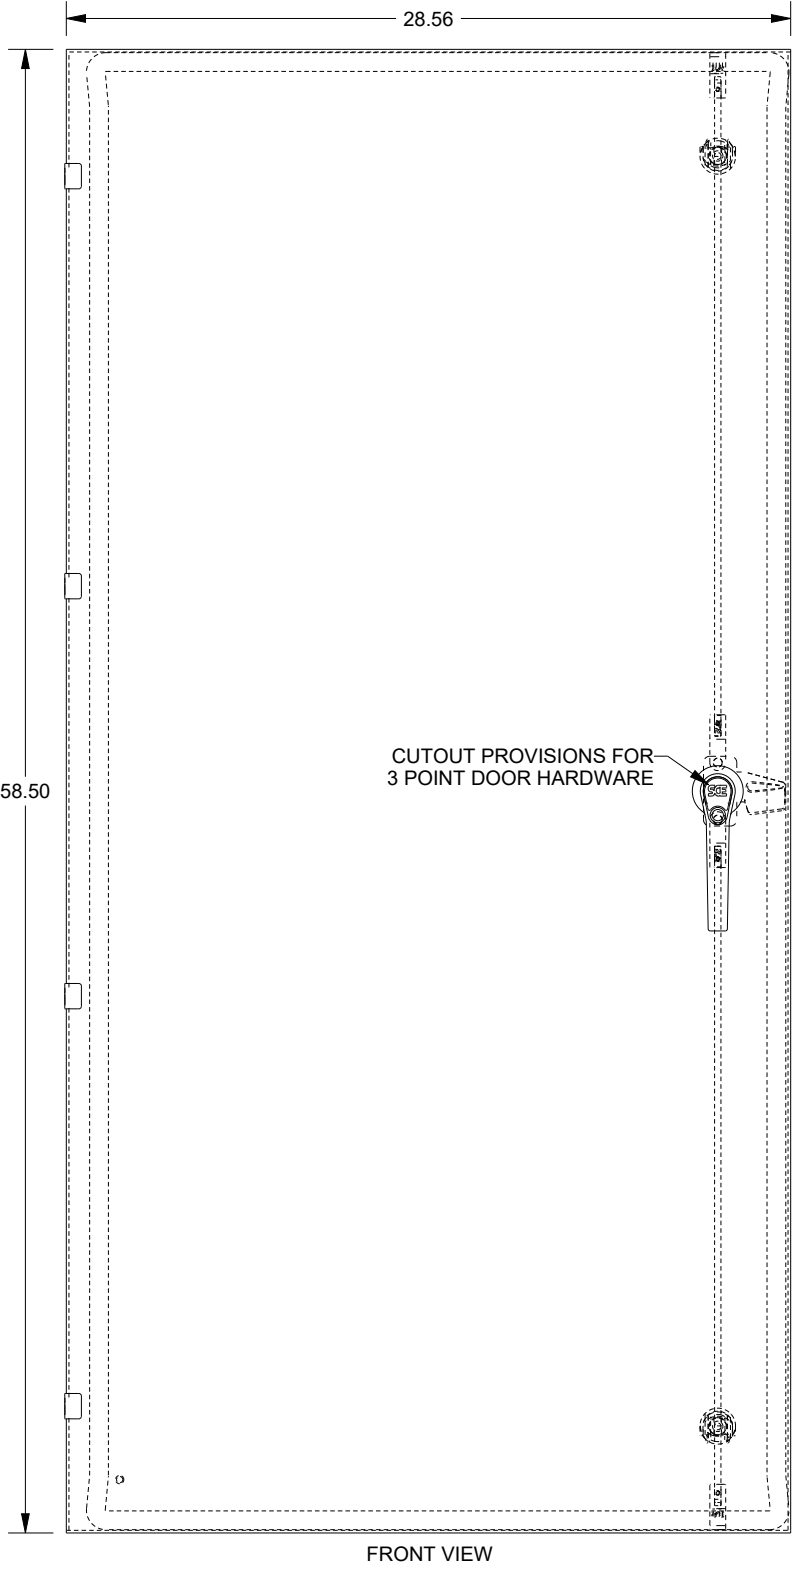 28.56
CUTOUT PROVISIONS FOR
3 POINT DOOR HARDWARE
58.50
SCE
FRONT VIEW